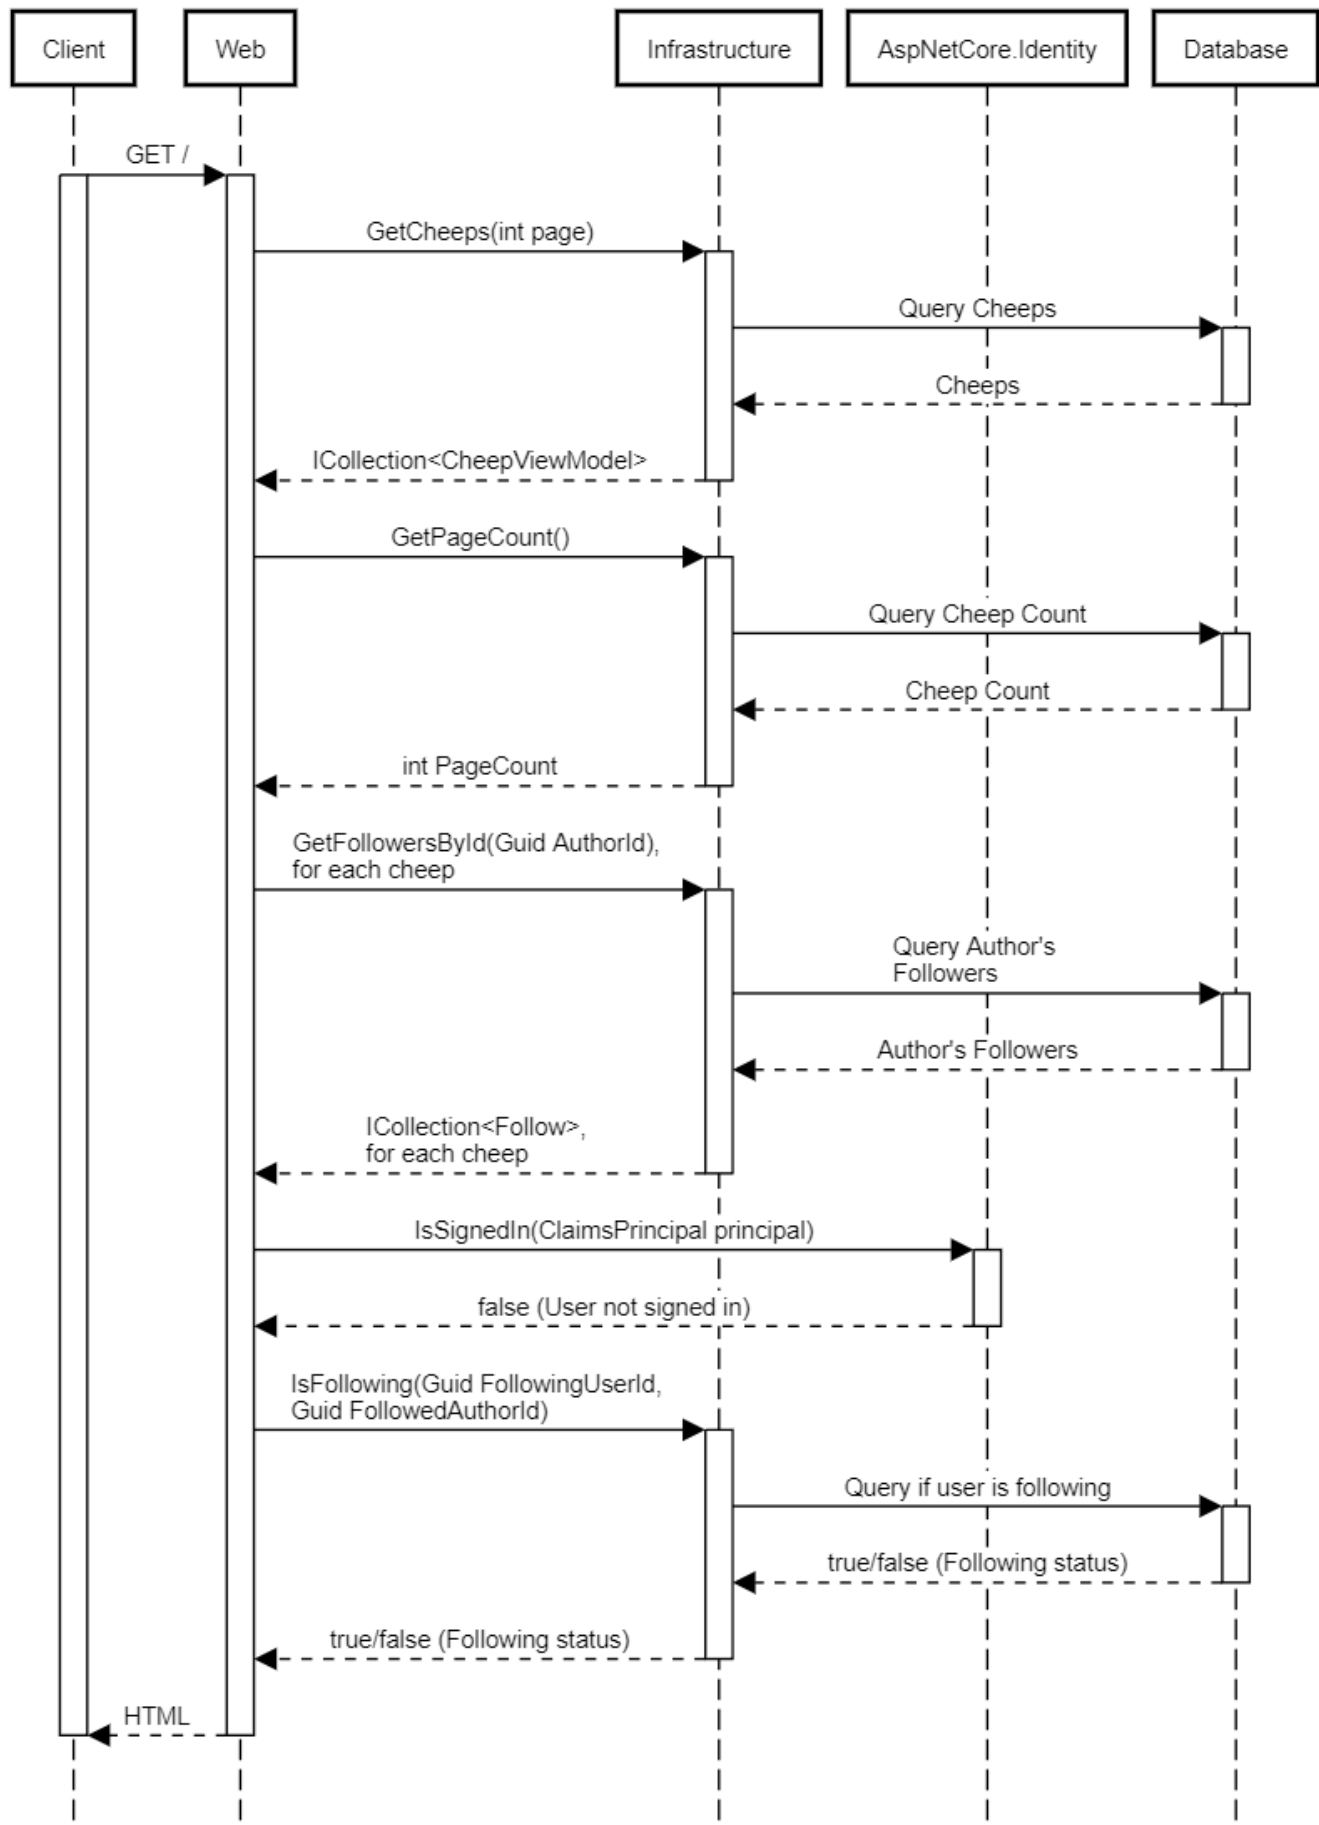 Client
Web
Infrastructure
AspNetCore.Identity
Database
GET /
GetCheeps(int page)
Query Cheeps
Cheeps
ICollection<CheepViewModel>
GetPageCount()
Query Cheep Count
Cheep Count
int PageCount
GetFollowersById(Guid AuthorId),
for each cheep
Query Author's
Followers
Author's Followers
ICollection<Follow>,
for each cheep
IsSignedIn(ClaimsPrincipal principal)
false (User not signed in)
IsFollowing(Guid FollowingUserId,
Guid FollowedAuthorId)
Query if user is following
true/false (Following status)
true/false (Following status)
HTML